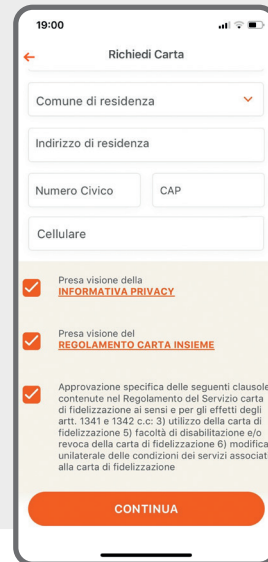 19:00
Richiedi Carta
Comune di residenza
Indirizzo di residenza
Numero Civico
CAP
Cellulare
Presa visione della
INFORMATIVA PRIVACY
Presa visione del
REGOLAMENTO CARTA INSIEME
Approvazione specifica delle seguenti clausole
contenute nel Regolamento del Servizio carta
di fidelizzazione ai sensi e per gli effetti degli
artt. 1341 e 1342 c.c: 3) utilizzo della carta di
fidelizzazione 5) facoltà di disabilitazione e/o
revoca della carta di fidelizzazione 6) modifica
unilaterale delle condizioni dei servizi associat
alla carta di fidelizzazione
CONTINUA